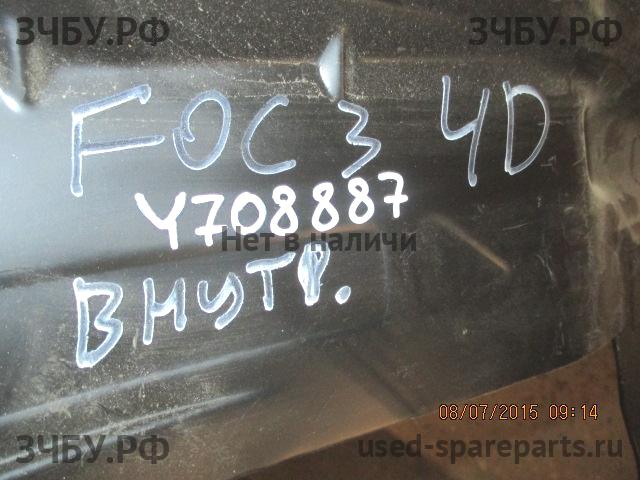 ЗЧБУ.РФ ЗЧБУ.РФ
FOC 3 4D
Y708887
Нет в наличи
ВНУТР.
08/07/2015 09:14
ЗЧБУ.РФ used-spareparts.ru